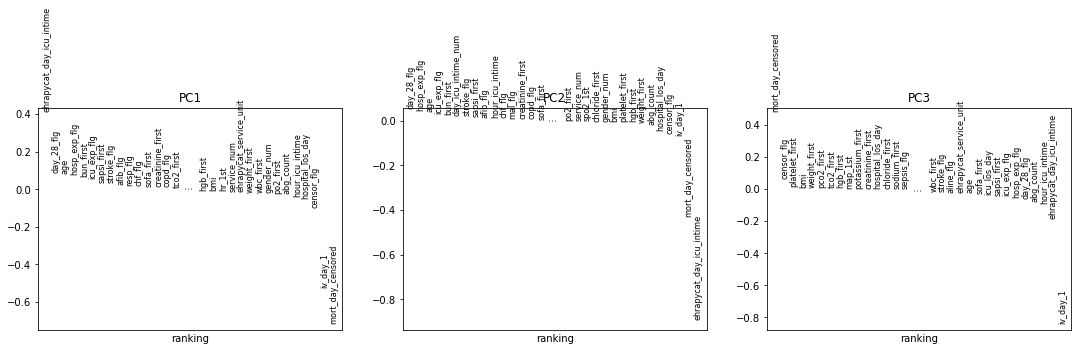 PC1
0.4
0.2
0.0
−0.2
−0.4
−0.6
ehrapycat_day_icu_intime
day_28_flg
age
hosp_exp_flg
bun_first
icu_exp_flg
sapsi_first
stroke_flg
afib_flg
resp_flg
chf_flg
sofa_first
creatinine_first
copd_flg
tco2_first
...
hgb_first
bmi
hr_1st
service_num
ehrapycat_service_unit
weight_first
wbc_first
gender_num
po2_first
abg_count
hour_icu_intime
hospital_los_day
censor_flg
iv_day_1
mort_day_censored
ranking
PC2
0.0
−0.2
−0.4
−0.6
−0.8
day_28_flg
hosp_exp_flg
age
icu_exp_flg
bun_first
day_icu_intime_num
stroke_flg
sapsi_first
afib_flg
hour_icu_intime
chf_flg
mal_flg
creatinine_first
copd_flg
sofa_first
...
po2_first
service_num
spo2_1st
chloride_first
gender_num
bmi
platelet_first
hgb_first
weight_first
abg_count
hospital_los_day
censor_flg
iv_day_1
mort_day_censored
ehrapycat_day_icu_intime
ranking
PC3
0.4
0.2
0.0
−0.2
−0.4
−0.6
−0.8
mort_day_censored
censor_flg
platelet_first
bmi
weight_first
pco2_first
tco2_first
hgb_first
map_1st
potassium_first
creatinine_first
hospital_los_day
chloride_first
sodium_first
sepsis_flg
...
wbc_first
stroke_flg
aline_flg
ehrapycat_service_unit
age
sofa_first
icu_los_day
sapsi_first
icu_exp_flg
hosp_exp_flg
day_28_flg
abg_count
hour_icu_intime
ehrapycat_day_icu_intime
iv_day_1
ranking